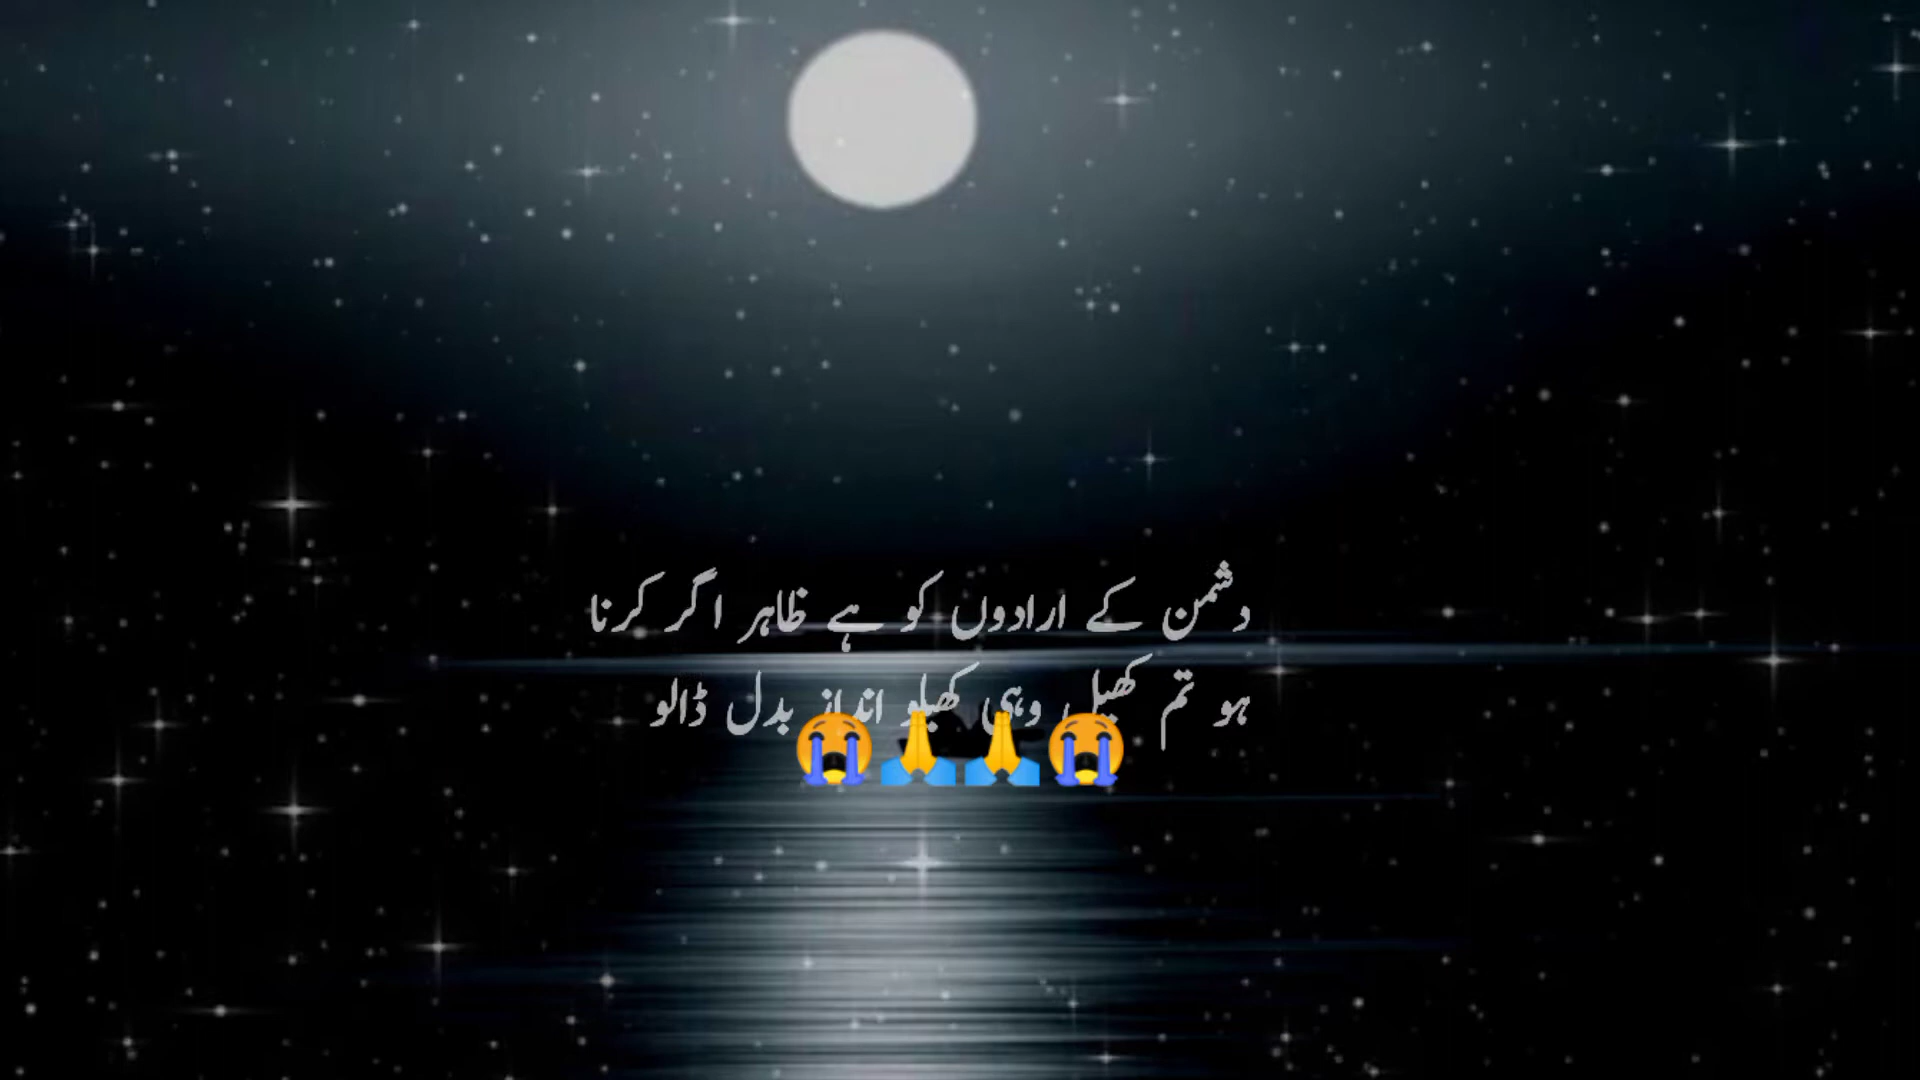 دشمن کے ارادوں کو ہے ظاہر اگر کرنا
ہو تم کھیل وہی کھیلو انداز بدل ڈالو
😭🙏🙏😭